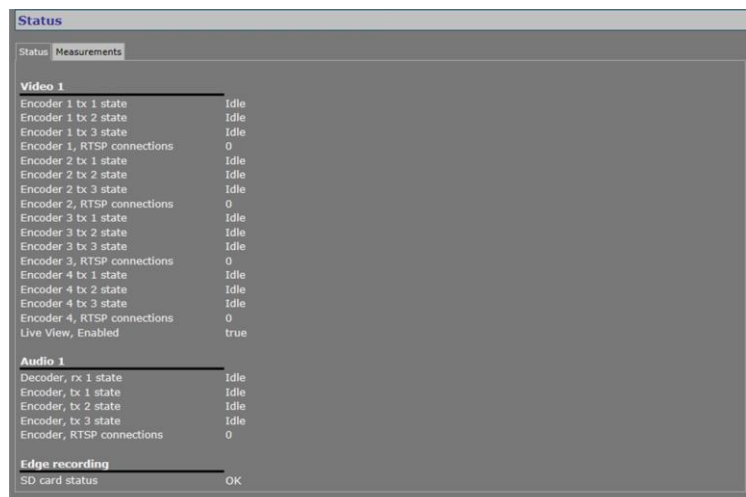 Status
Status Measurements
Video 1
Encoder 1 tx 1 state Idle
Encoder 1 tx 2 state Idle
Encoder 1 tx 3 state Idle
Encoder 1, RTSP connections 0
Encoder 2 tx 1 state Idle
Encoder 2 tx 2 state Idle
Encoder 2 tx 3 state Idle
Encoder 2, RTSP connections 0
Encoder 3 tx 1 state Idle
Encoder 3 tx 2 state Idle
Encoder 3 tx 3 state Idle
Encoder 3, RTSP connections 0
Encoder 4 tx 1 state Idle
Encoder 4 tx 2 state Idle
Encoder 4 tx 3 state Idle
Encoder 4, RTSP connections 0
Live View, Enabled true
Audio 1
Decoder, rx 1 state Idle
Encoder, tx 1 state Idle
Encoder, tx 2 state Idle
Encoder, tx 3 state Idle
Encoder, RTSP connections 0
Edge recording
SD card status OK